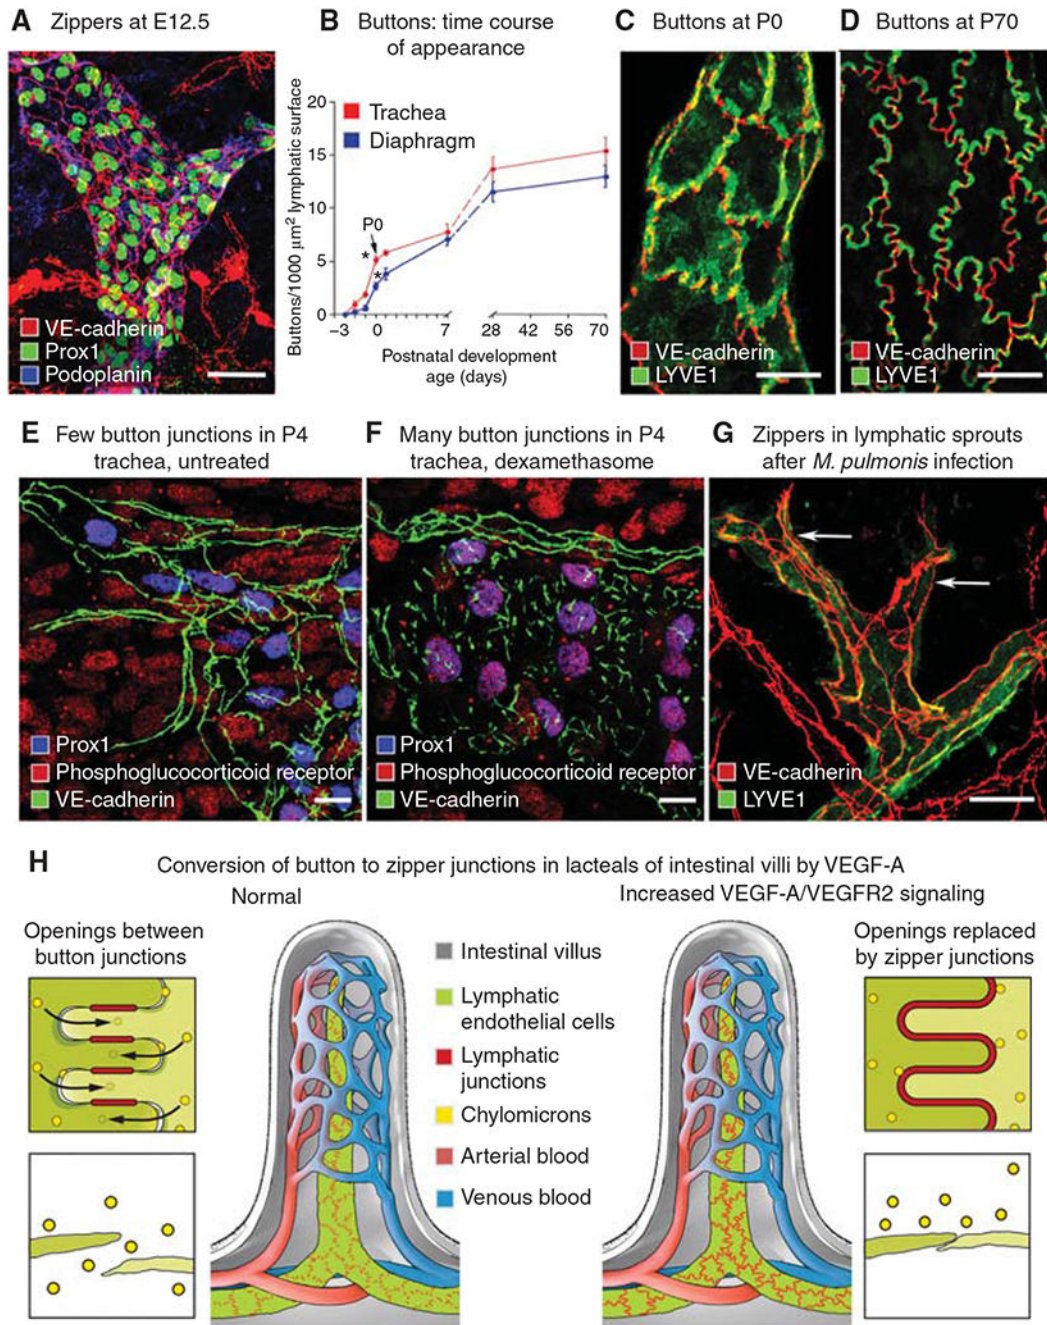 A Zippers at E12.5
VE-cadherin
Prox1
Podoplanin
B Buttons: time course
of appearance
Buttons/1000 μm² lymphatic surface
20
15
10
5
0
Trachea
Diaphragm
P0
*
*
−3 0 7 28 42 56 70
Postnatal development
age (days)
C Buttons at P0
VE-cadherin
LYVE1
D Buttons at P70
VE-cadherin
LYVE1
E Few button junctions in P4
trachea, untreated
Prox1
Phosphoglucocorticoid receptor
VE-cadherin
F Many button junctions in P4
trachea, dexamethasome
Prox1
Phosphoglucocorticoid receptor
VE-cadherin
G Zippers in lymphatic sprouts
after M. pulmonis infection
VE-cadherin
LYVE1
H Conversion of button to zipper junctions in lacteals of intestinal villi by VEGF-A
Normal
Increased VEGF-A/VEGFR2 signaling
Openings between
button junctions
Intestinal villus
Lymphatic
endothelial cells
Lymphatic
junctions
Chylomicrons
Arterial blood
Venous blood
Openings replaced
by zipper junctions